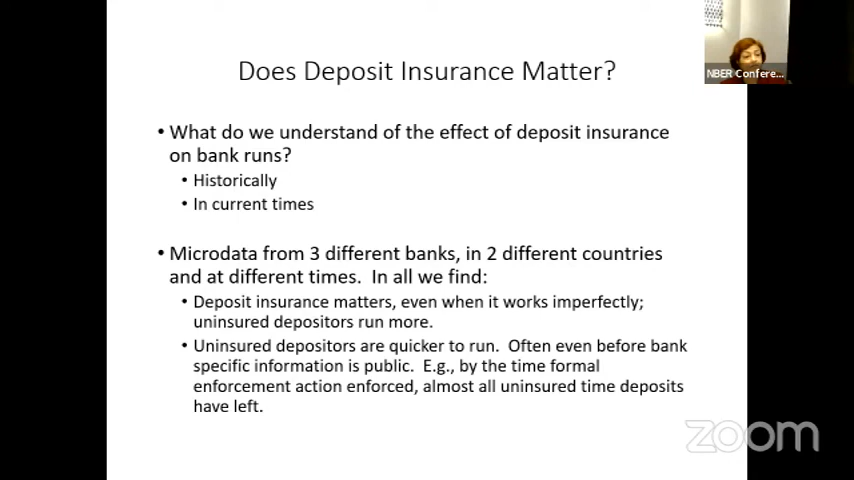 Does Deposit Insurance Matter?
NBER Confere...
• What do we understand of the effect of deposit insurance
on bank runs?
• Historically
• In current times
• Microdata from 3 different banks, in 2 different countries
and at different times.  In all we find:
• Deposit insurance matters, even when it works imperfectly;
uninsured depositors run more.
• Uninsured depositors are quicker to run.  Often even before bank
specific information is public.  E.g., by the time formal
enforcement action enforced, almost all uninsured time deposits
have left.
zoom